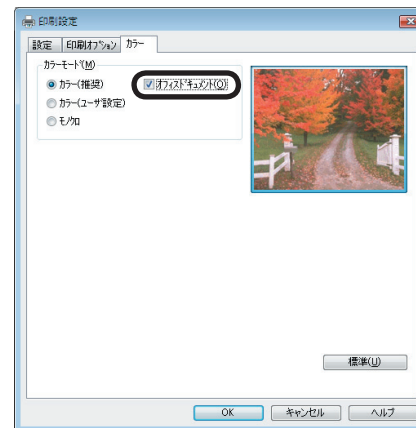 印刷設定
設定 印刷オプション カラー
カラーモード(M)
カラー(推奨) オフィスドキュメント(O)
カラー(ユーザ設定)
モノクロ
標準(U)
OK キャンセル ヘルプ